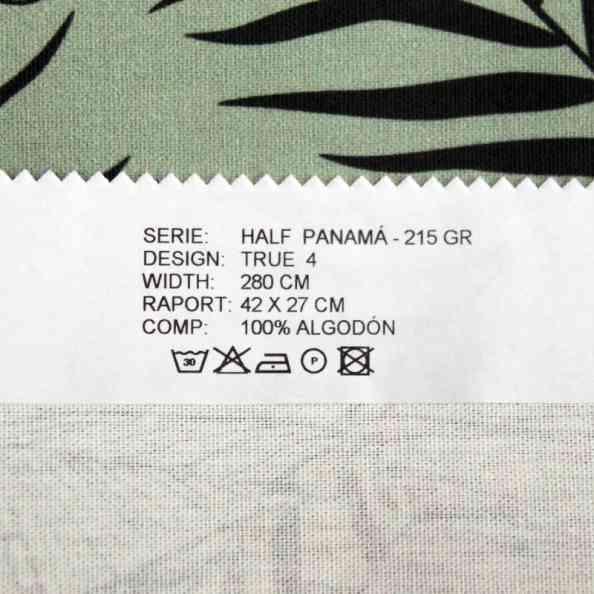 SERIE: HALF PANAMÁ - 215 GR
DESIGN: TRUE 4
WIDTH: 280 CM
RAPORT: 42 X 27 CM
COMP: 100% ALGODÓN
30 P